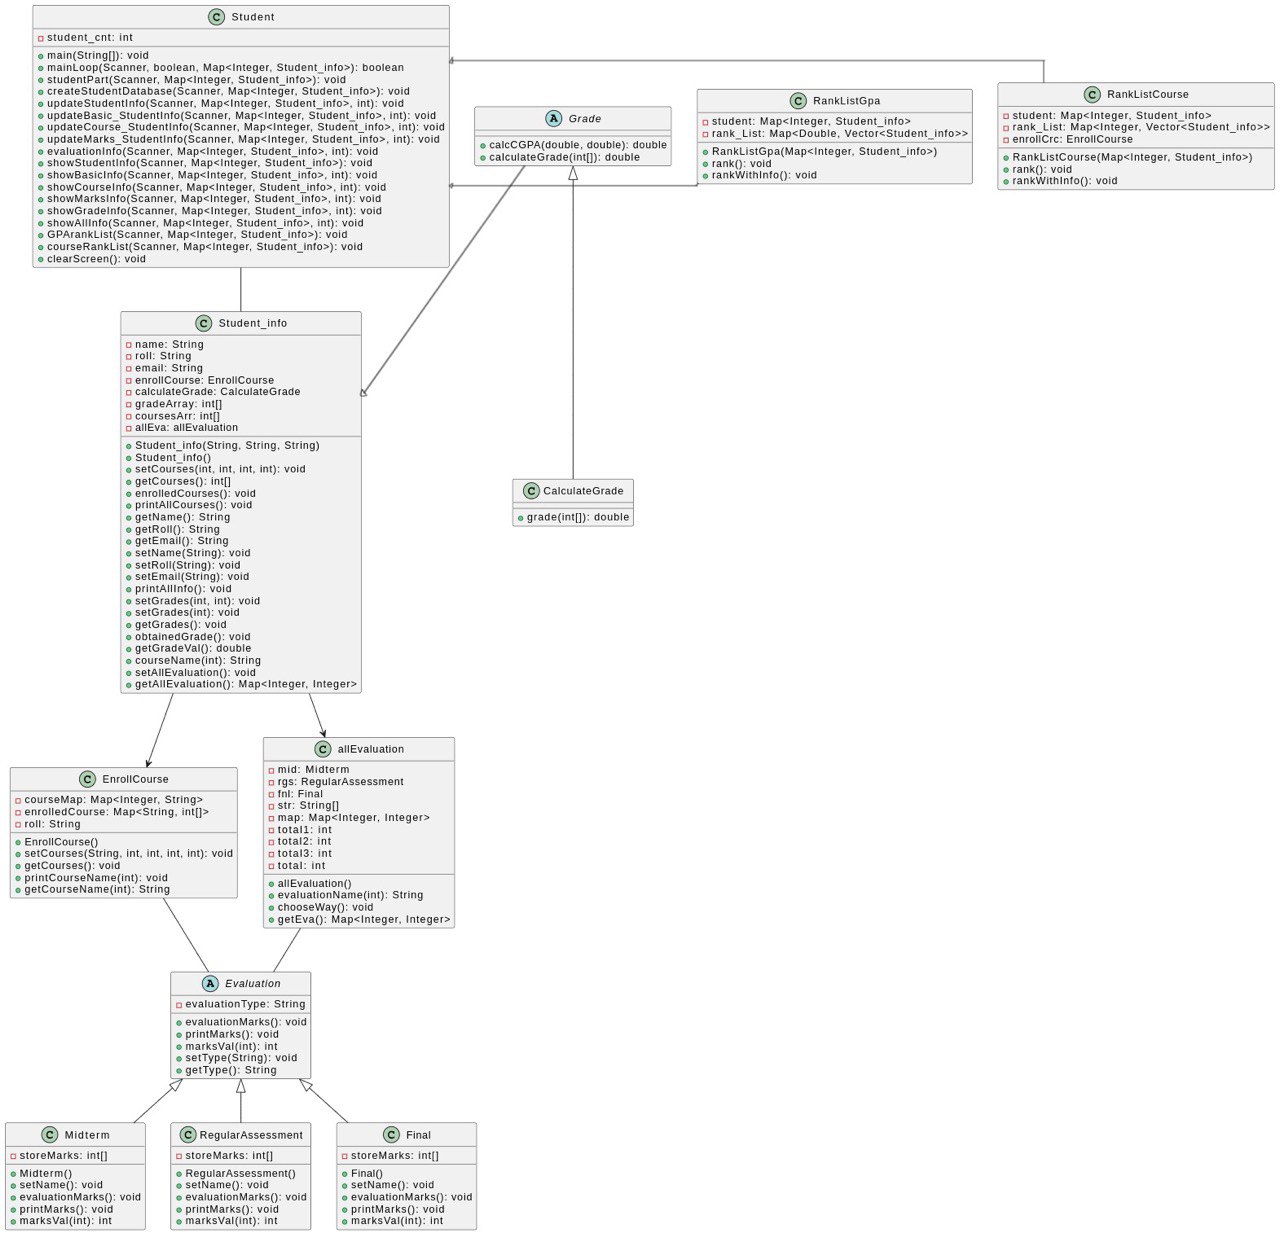 C Student
student_cnt: int
main(String[]): void
mainLoop(Scanner, boolean, Map<Integer, Student_info>): boolean
studentPart(Scanner, Map<Integer, Student_info>): void
createStudentDatabase(Scanner, Map<Integer, Student_info>): void
updateStudentInfo(Scanner, Map<Integer, Student_info>, int): void
updateBasic_StudentInfo(Scanner, Map<Integer, Student_info>, int): void
updateCourse_StudentInfo(Scanner, Map<Integer, Student_info>, int): void
updateMarks_StudentInfo(Scanner, Map<Integer, Student_info>, int): void
evaluationInfo(Scanner, Map<Integer, Student_info>, int): void
showStudentInfo(Scanner, Map<Integer, Student_info>): void
showBasicInfo(Scanner, Map<Integer, Student_info>, int): void
showCourseInfo(Scanner, Map<Integer, Student_info>, int): void
showMarksInfo(Scanner, Map<Integer, Student_info>, int): void
showGradeInfo(Scanner, Map<Integer, Student_info>, int): void
showAllInfo(Scanner, Map<Integer, Student_info>, int): void
GPArankList(Scanner, Map<Integer, Student_info>): void
courseRankList(Scanner, Map<Integer, Student_info>): void
clearScreen(): void
A Grade
calcCGPA(double, double): double
calculateGrade(int[]): double
C RankListGpa
student: Map<Integer, Student_info>
rank_List: Map<Double, Vector<Student_info>>
RankListGpa(Map<Integer, Student_info>)
rank(): void
rankWithInfo(): void
C RankListCourse
student: Map<Integer, Student_info>
rank_List: Map<Integer, Vector<Student_info>>
enrollCrc: EnrollCourse
RankListCourse(Map<Integer, Student_info>)
rank(): void
rankWithInfo(): void
C Student_info
name: String
roll: String
email: String
enrollCourse: EnrollCourse
calculateGrade: CalculateGrade
gradeArray: int[]
coursesArr: int[]
allEva: allEvaluation
Student_info(String, String, String)
Student_info()
setCourses(int, int, int, int): void
getCourses(): int[]
enrolledCourses(): void
printAllCourses(): void
getName(): String
getRoll(): String
getEmail(): String
setName(String): void
setRoll(String): void
setEmail(String): void
printAllInfo(): void
setGrades(int, int): void
setGrades(int): void
getGrades(): void
obtainedGrade(): void
getGradeVal(): double
courseName(int): String
setAllEvaluation(): void
getAllEvaluation(): Map<Integer, Integer>
C CalculateGrade
grade(int[]): double
C EnrollCourse
courseMap: Map<Integer, String>
enrolledCourse: Map<String, int[]>
roll: String
EnrollCourse()
setCourses(String, int, int, int, int): void
getCourses(): void
printCourseName(int): void
getCourseName(int): String
C allEvaluation
mid: Midterm
rgs: RegularAssessment
fnl: Final
str: String[]
map: Map<Integer, Integer>
total1: int
total2: int
total3: int
total: int
allEvaluation()
evaluationName(int): String
chooseWay(): void
getEva(): Map<Integer, Integer>
A Evaluation
evaluationType: String
evaluationMarks(): void
printMarks(): void
marksVal(int): int
setType(String): void
getType(): String
C Midterm
storeMarks: int[]
Midterm()
setName(): void
evaluationMarks(): void
printMarks(): void
marksVal(int): int
C RegularAssessment
storeMarks: int[]
RegularAssessment()
setName(): void
evaluationMarks(): void
printMarks(): void
marksVal(int): int
C Final
storeMarks: int[]
Final()
setName(): void
evaluationMarks(): void
printMarks(): void
marksVal(int): int